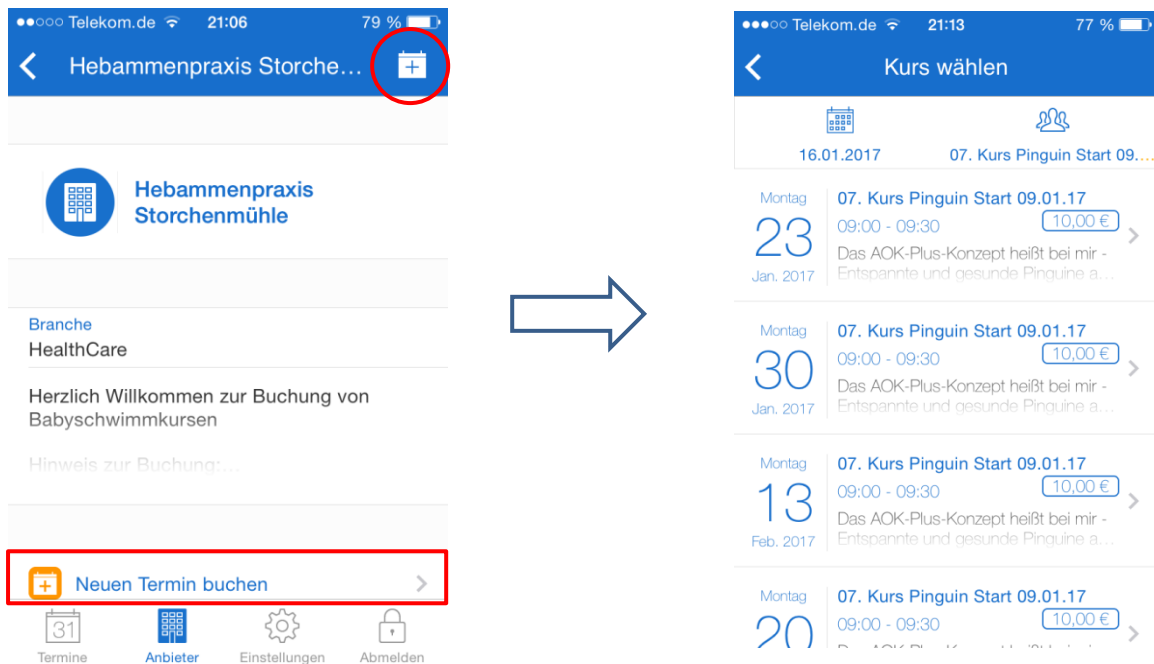 Telekom.de 21:06 79 %
Hebammenpraxis Storche...
Hebammenpraxis
Storchenmühle
Branche
HealthCare
Herzlich Willkommen zur Buchung von
Babyschwimmkursen
Hinweis zur Buchung:...
Neuen Termin buchen
31
Termine Anbieter Einstellungen Abmelden
Telekom.de 21:13 77 %
Kurs wählen
16.01.2017 07. Kurs Pinguin Start 09....
Montag
23
Jan. 2017
07. Kurs Pinguin Start 09.01.17
09:00 - 09:30 10,00 €
Das AOK-Plus-Konzept heißt bei mir -
Entspannte und gesunde Pinguine a...
Montag
30
Jan. 2017
07. Kurs Pinguin Start 09.01.17
09:00 - 09:30 10,00 €
Das AOK-Plus-Konzept heißt bei mir -
Entspannte und gesunde Pinguine a...
Montag
13
Feb. 2017
07. Kurs Pinguin Start 09.01.17
09:00 - 09:30 10,00 €
Das AOK-Plus-Konzept heißt bei mir -
Entspannte und gesunde Pinguine a...
Montag
20
07. Kurs Pinguin Start 09.01.17
09:00 - 09:30 10,00 €